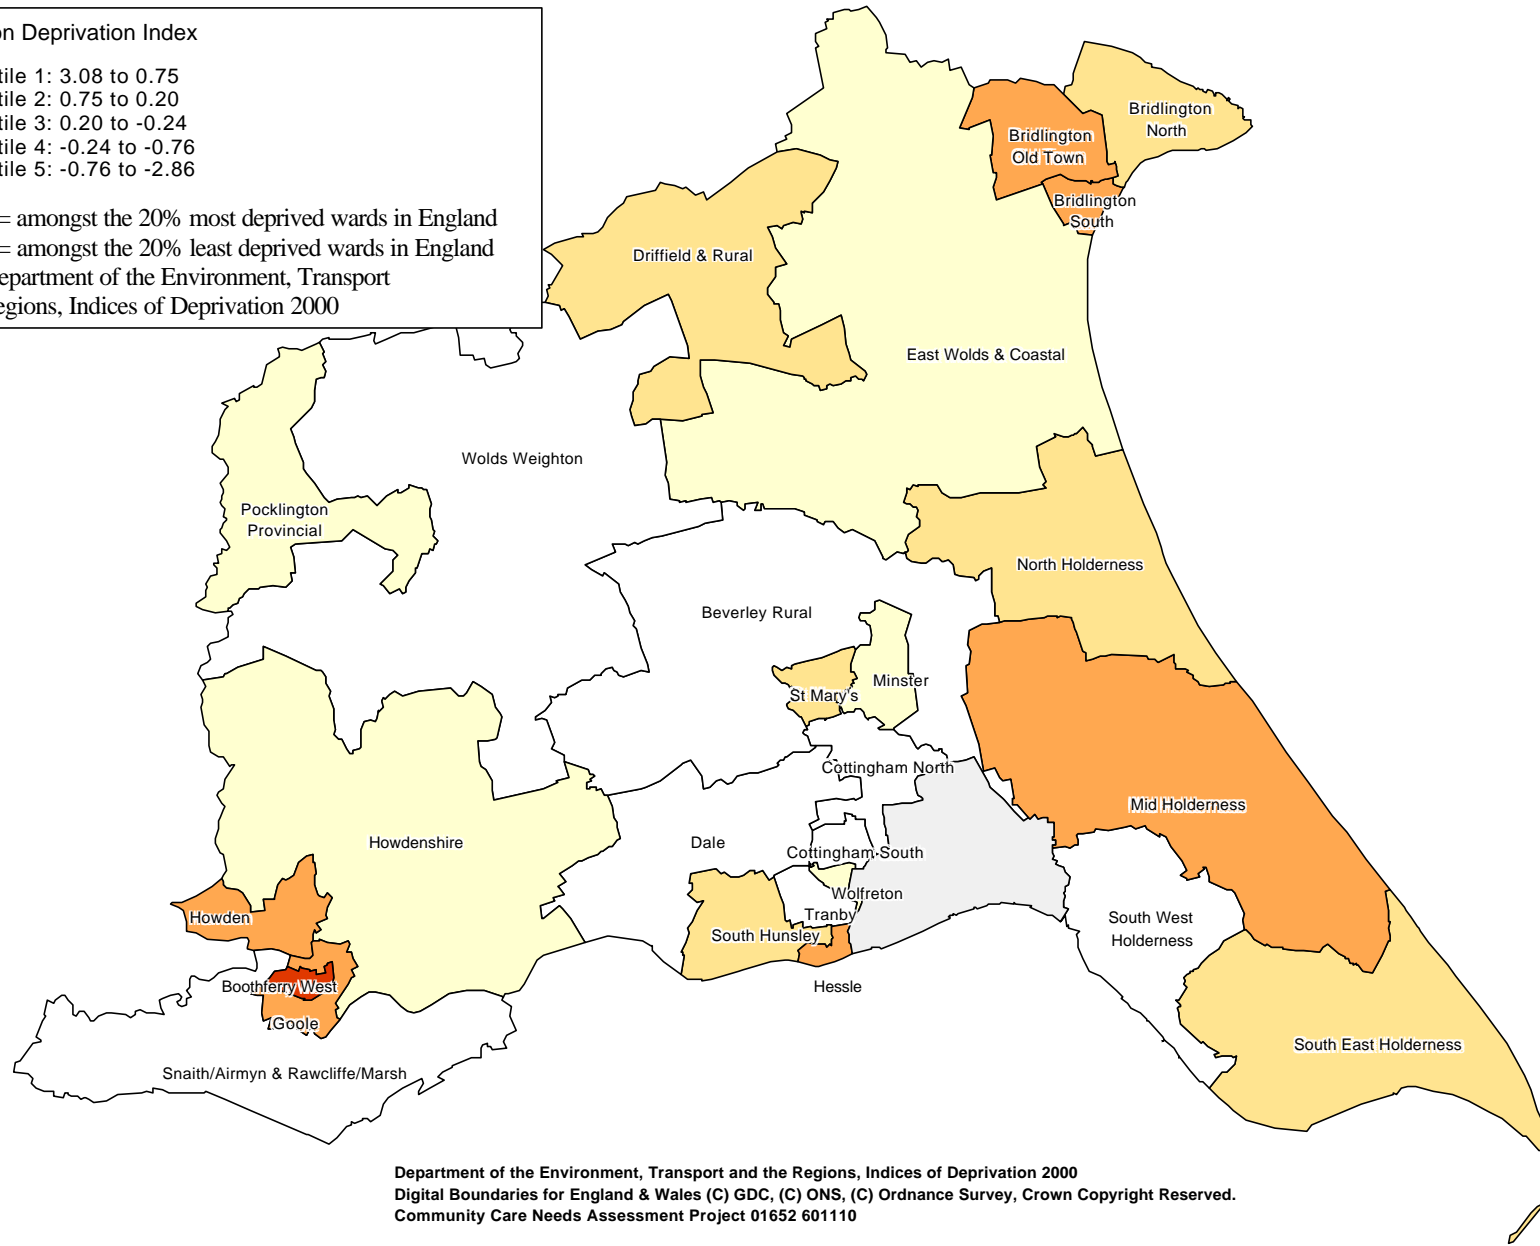 on Deprivation Index
tile 1: 3.08 to 0.75
tile 2: 0.75 to 0.20
tile 3: 0.20 to -0.24
tile 4: -0.24 to -0.76
tile 5: -0.76 to -2.86
= amongst the 20% most deprived wards in England
= amongst the 20% least deprived wards in England
epartment of the Environment, Transport
egions, Indices of Deprivation 2000
Bridlington
North
Bridlington
Old Town
Bridlington
South
Driffield & Rural
East Wolds & Coastal
Wolds Weighton
Pocklington
Provincial
North Holderness
Beverley Rural
Minster
St Mary's
Cottingham North
Mid Holderness
Howdenshire
Dale
Cottingham South
Wolfreton
Tranby
Howden
South Hunsley
South West
Holderness
Boothferry West
Hessle
Goole
South East Holderness
Snaith/Airmyn & Rawcliffe/Marsh
Department of the Environment, Transport and the Regions, Indices of Deprivation 2000
Digital Boundaries for England & Wales (C) GDC, (C) ONS, (C) Ordnance Survey, Crown Copyright Reserved.
Community Care Needs Assessment Project 01652 601110